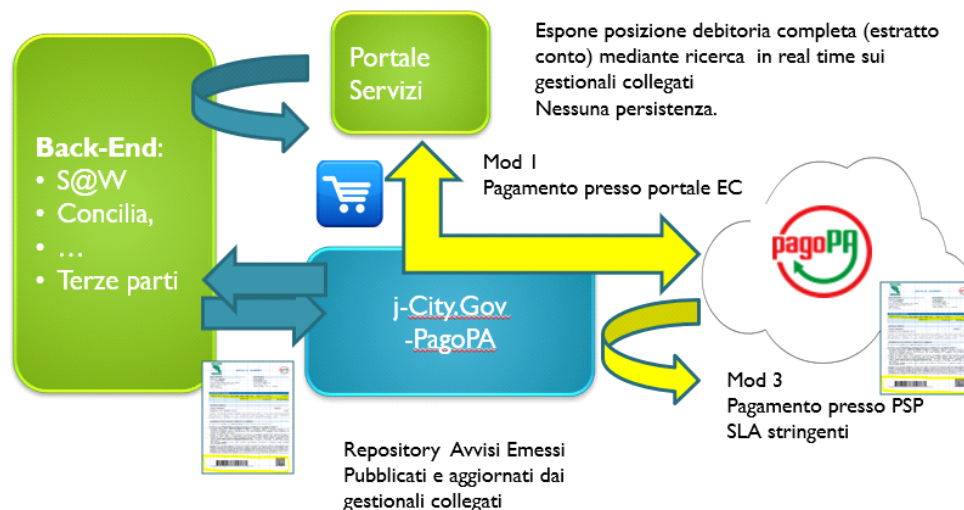 Portale
Servizi
Espone posizione debitoria completa (estratto
conto) mediante ricerca in real time sui
gestionali collegati
Nessuna persistenza.
Back-End:
• S@W
• Concilia,
• ...
• Terze parti
Mod 1
Pagamento presso portale EC
pagoPA
j-City.Gov
-PagoPA
Mod 3
Pagamento presso PSP
SLA stringenti
Repository Avvisi Emessi
Pubblicati e aggiornati dai
gestionali collegati